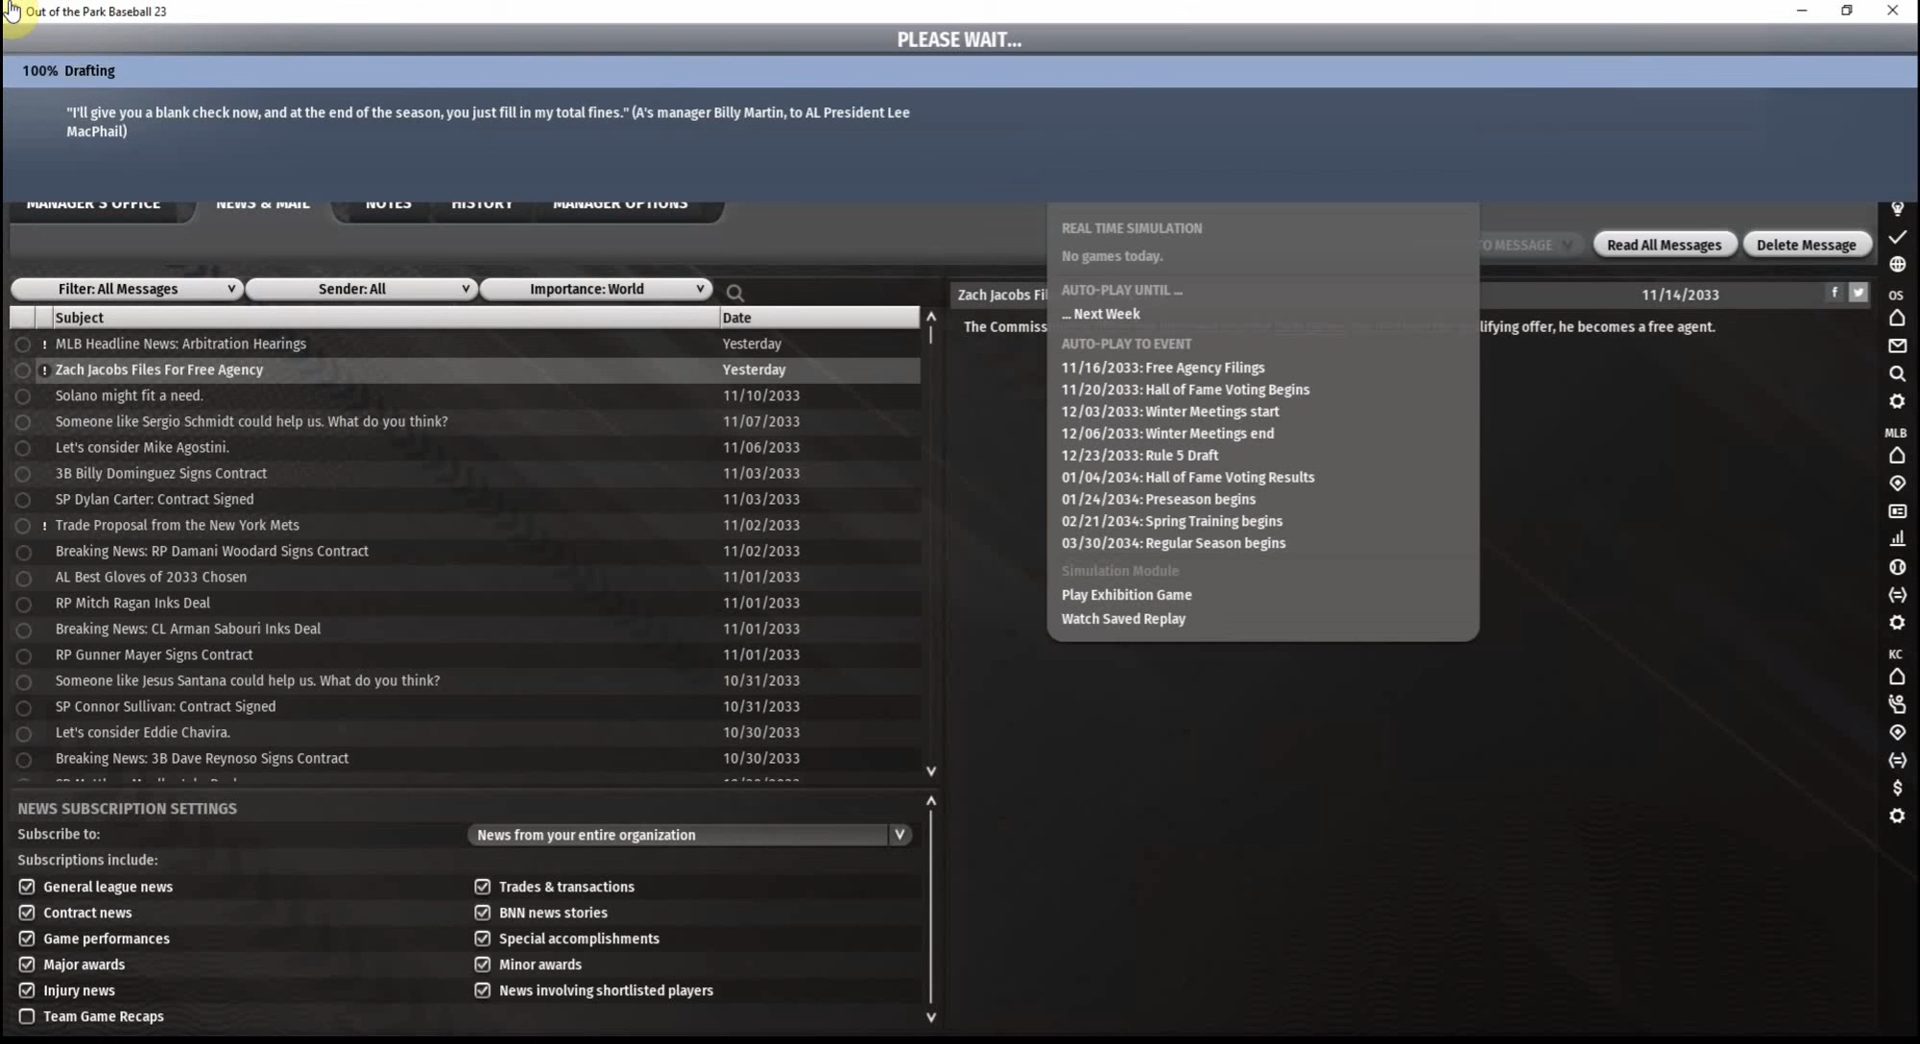 Out of the Park Baseball 23
PLEASE WAIT...
100% Drafting
"I'll give you a blank check now, and at the end of the season, you just fill in my total fines." (A's manager Billy Martin, to AL President Lee
MacPhail)
MANAGER'S OFFICE NEWS & MAIL NOTES HISTORY MANAGER OPTIONS
TO MESSAGE Read All Messages Delete Message
Filter: All Messages Sender: All Importance: World
Subject Date
! MLB Headline News: Arbitration Hearings Yesterday
! Zach Jacobs Files For Free Agency Yesterday
Solano might fit a need. 11/10/2033
Someone like Sergio Schmidt could help us. What do you think? 11/07/2033
Let's consider Mike Agostini. 11/06/2033
3B Billy Dominguez Signs Contract 11/03/2033
SP Dylan Carter: Contract Signed 11/03/2033
! Trade Proposal from the New York Mets 11/02/2033
Breaking News: RP Damani Woodard Signs Contract 11/02/2033
AL Best Gloves of 2033 Chosen 11/01/2033
RP Mitch Ragan Inks Deal 11/01/2033
Breaking News: CL Arman Sabouri Inks Deal 11/01/2033
RP Gunner Mayer Signs Contract 11/01/2033
Someone like Jesus Santana could help us. What do you think? 10/31/2033
SP Connor Sullivan: Contract Signed 10/31/2033
Let's consider Eddie Chavira. 10/30/2033
Breaking News: 3B Dave Reynoso Signs Contract 10/30/2033
NEWS SUBSCRIPTION SETTINGS
Subscribe to: News from your entire organization
Subscriptions include:
General league news Trades & transactions
Contract news BNN news stories
Game performances Special accomplishments
Major awards Minor awards
Injury news News involving shortlisted players
Team Game Recaps
Zach Jacobs Fil 11/14/2033
The Commiss lifying offer, he becomes a free agent.
REAL TIME SIMULATION
No games today.
AUTO-PLAY UNTIL ...
... Next Week
AUTO-PLAY TO EVENT
11/16/2033: Free Agency Filings
11/20/2033: Hall of Fame Voting Begins
12/03/2033: Winter Meetings start
12/06/2033: Winter Meetings end
12/23/2033: Rule 5 Draft
01/04/2034: Hall of Fame Voting Results
01/24/2034: Preseason begins
02/21/2034: Spring Training begins
03/30/2034: Regular Season begins
Simulation Module
Play Exhibition Game
Watch Saved Replay
OS
MLB
KC